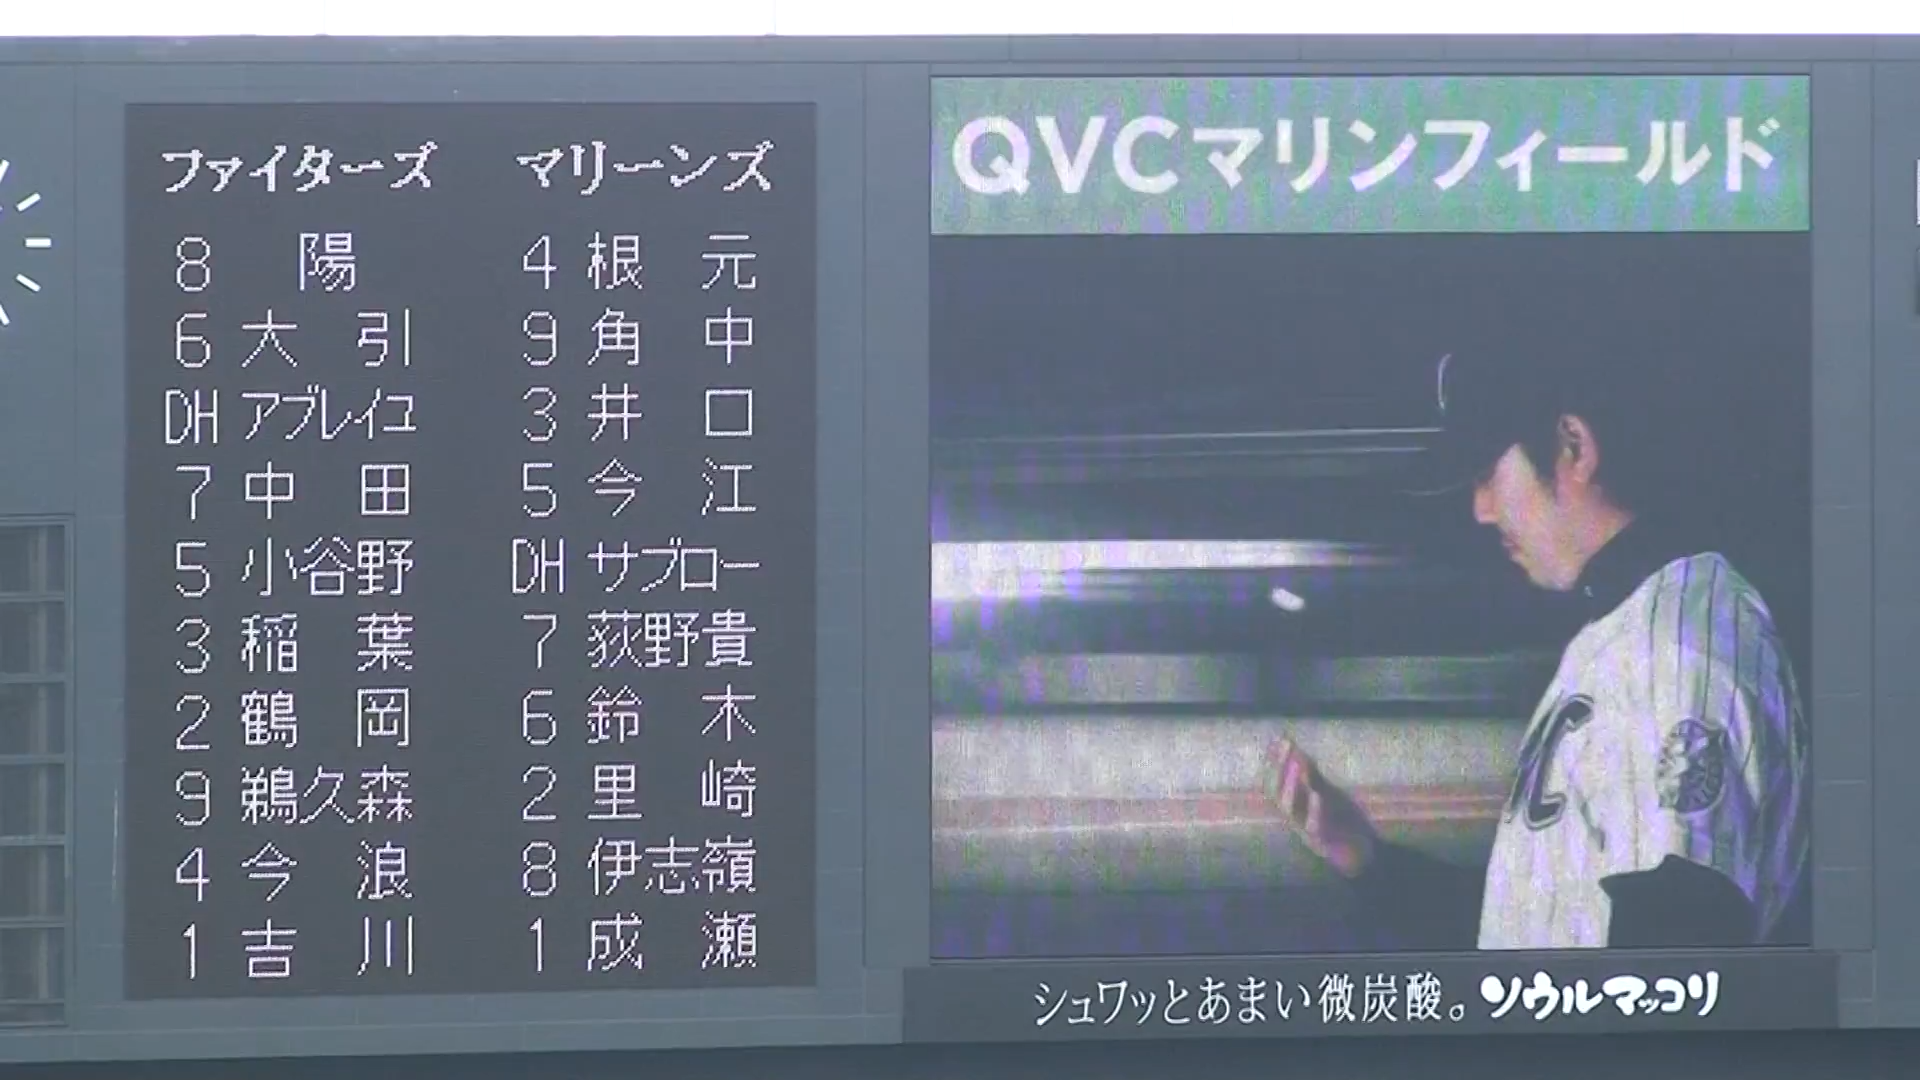 ファイターズ マリーンズ
8 陽 4 根元
6 大引 9 角中
DH アブレイユ 3 井口
7 中田 5 今江
5 小谷野 DH サブロー
3 稲葉 7 荻野貴
2 鶴岡 6 鈴木
9 鵜久森 2 里崎
4 今浪 8 伊志嶺
1 吉川 1 成瀬
QVCマリンフィールド
シュワッとあまい微炭酸。ソウルマッコリ